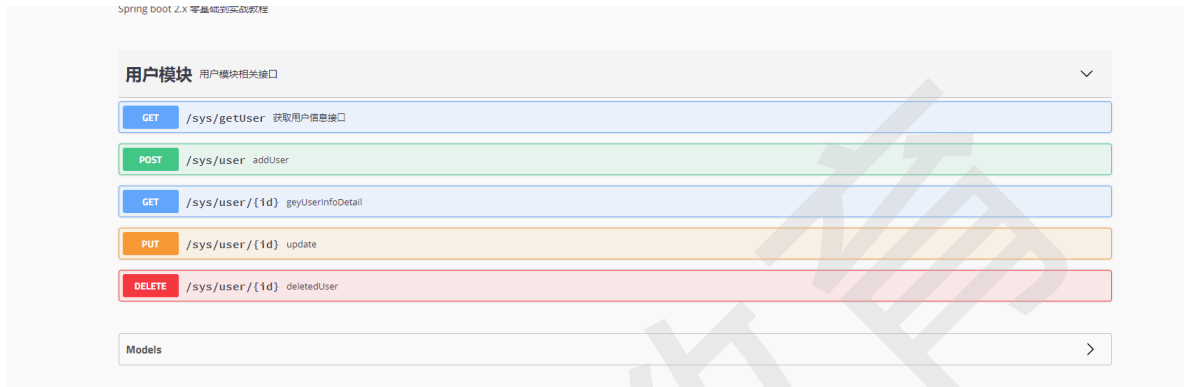 Spring boot 2.x 零基础到实战教程
用户模块 用户模块相关接口
GET /sys/getUser 获取用户信息接口
POST /sys/user addUser
GET /sys/user/{id} geyUserInfoDetail
PUT /sys/user/{id} update
DELETE /sys/user/{id} deletedUser
Models
育